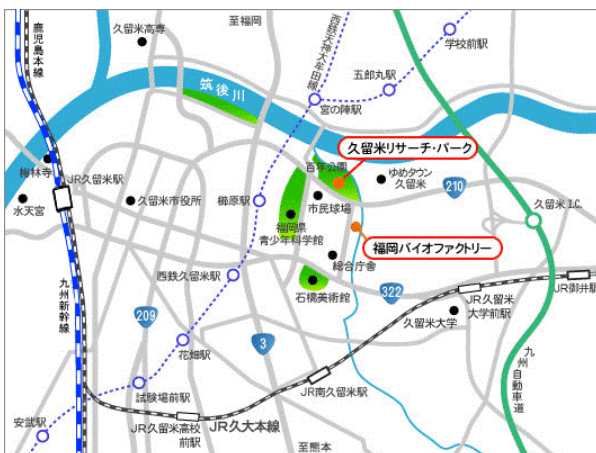 至福岡
久留米高専
鹿児島本線
西鉄天神大牟田線
学校前駅
五郎丸駅
筑後川
宮の陣駅
久留米リサーチ・パーク
百年公園
梅林寺
JR久留米駅
ゆめタウン
久留米
210
水天宮
久留米市役所
櫛原駅
市民球場
久留米 I.C.
福岡県
青少年科学館
福岡バイオファクトリー
総合庁舎
西鉄久留米駅
JR御井駅
石橋美術館
322
JR久留米
大学前駅
九州新幹線
209
久留米大学
3
花畑駅
九州自動車道
試験場前駅
JR南久留米駅
安武駅
JR久留米高校
前駅
JR久大本線
至熊本